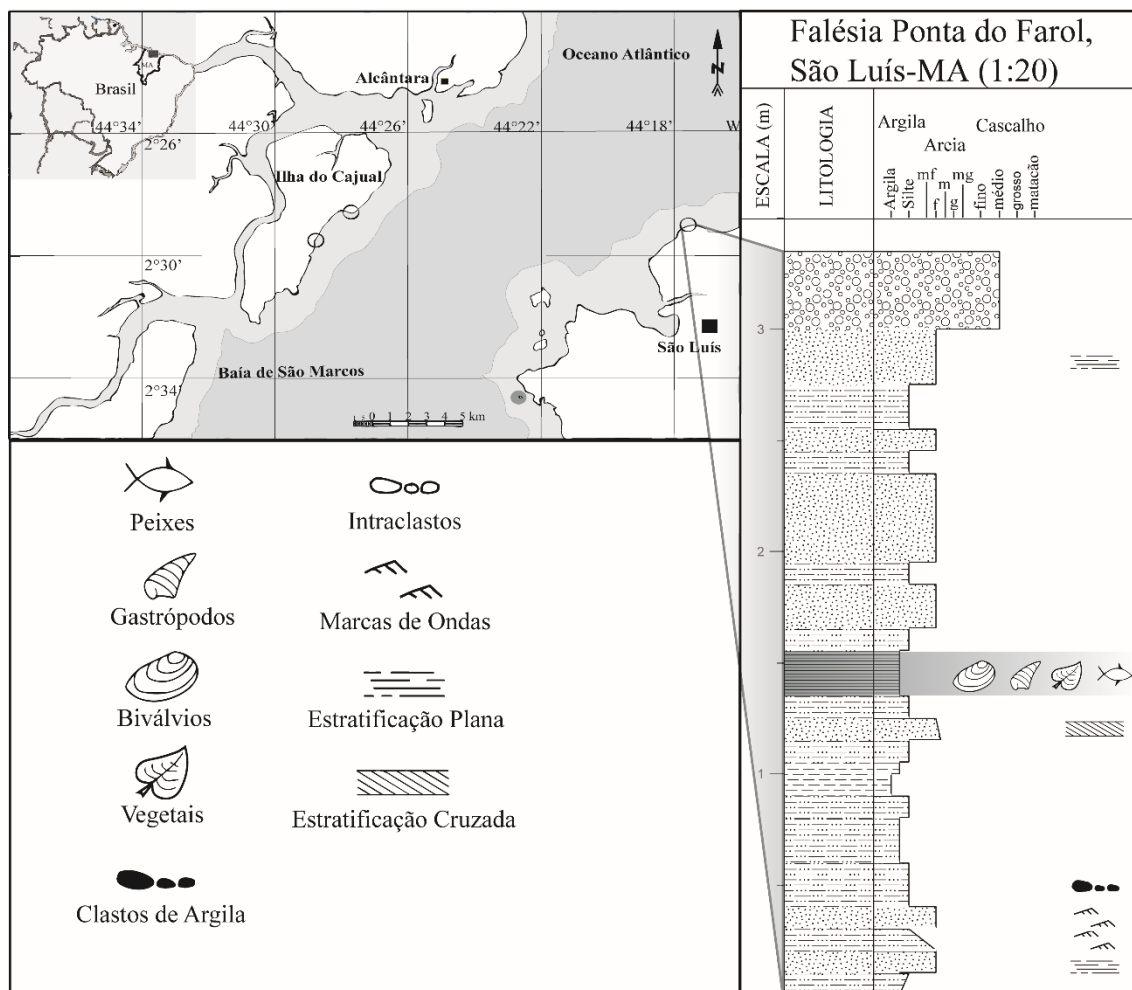 MA
Brasil
Oceano Atlântico
Alcântara
N
44°34'
44°30'
44°26'
44°22'
44°18'
W
2°26'
Ilha do Cajual
2°30'
São Luís
2°34'
Baía de São Marcos
0 1 2 3 4 5 km
Peixes
Intraclastos
Gastrópodos
Marcas de Ondas
Biválvios
Estratificação Plana
Vegetais
Estratificação Cruzada
Clastos de Argila
Falésia Ponta do Farol,
São Luís-MA (1:20)
ESCALA (m)
LITOLOGIA
Argila
Areia
Cascalho
Argila
Silte
mf
f
m
g
mg
fino
médio
grosso
matacão
3
2
1